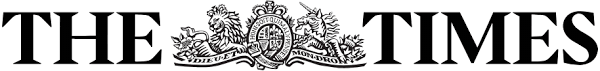 THE TIMES
DIEU ET MON DROIT